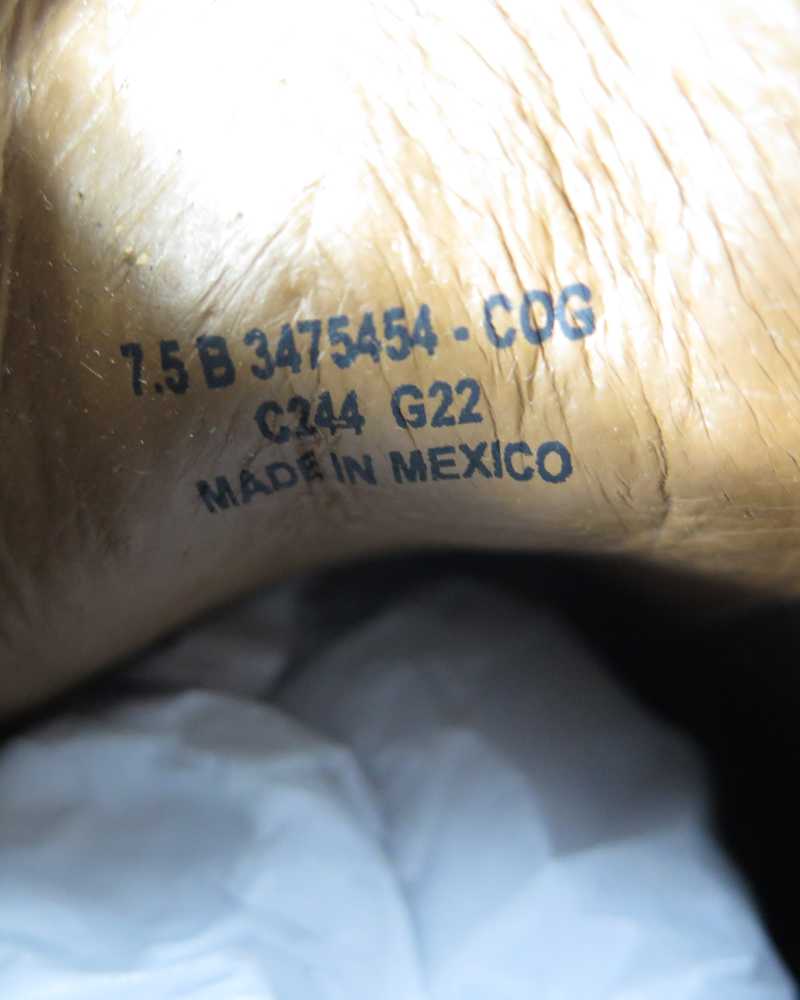 7.5 B 3475454 - COG
C244 G22
MADE IN MEXICO